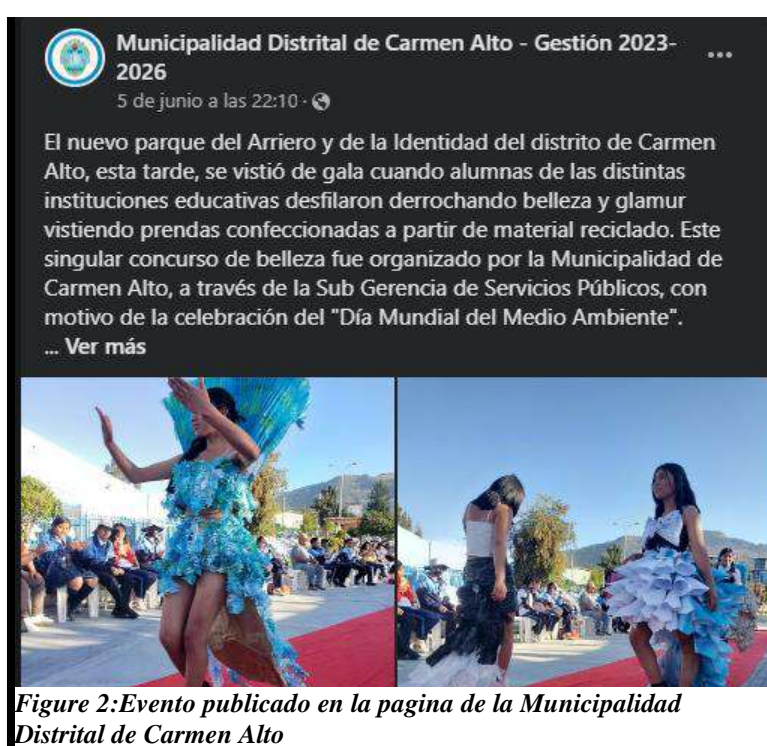 Municipalidad Distrital de Carmen Alto - Gestión 2023-
2026
5 de junio a las 22:10 ·
El nuevo parque del Arriero y de la Identidad del distrito de Carmen
Alto, esta tarde, se vistió de gala cuando alumnas de las distintas
instituciones educativas desfilaron derrochando belleza y glamur
vistiendo prendas confeccionadas a partir de material reciclado. Este
singular concurso de belleza fue organizado por la Municipalidad de
Carmen Alto, a través de la Sub Gerencia de Servicios Públicos, con
motivo de la celebración del "Día Mundial del Medio Ambiente".
... Ver más
Figure 2:Evento publicado en la pagina de la Municipalidad
Distrital de Carmen Alto